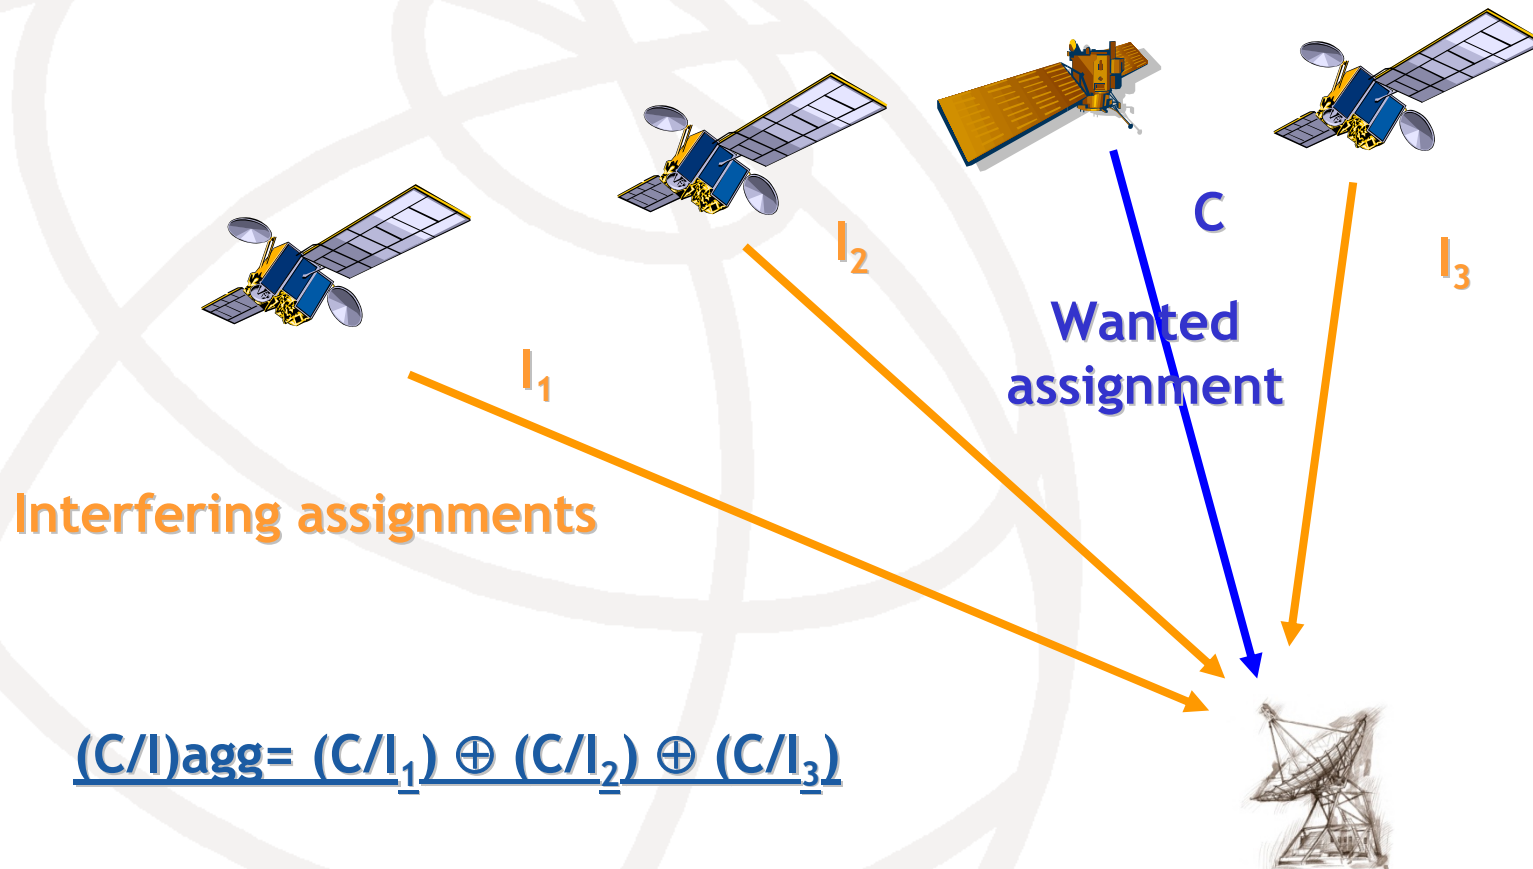 C
I₂
I₃
Wanted
assignment
I₁
Interfering assignments
(C/I)agg= (C/I₁) ⊕ (C/I₂) ⊕ (C/I₃)